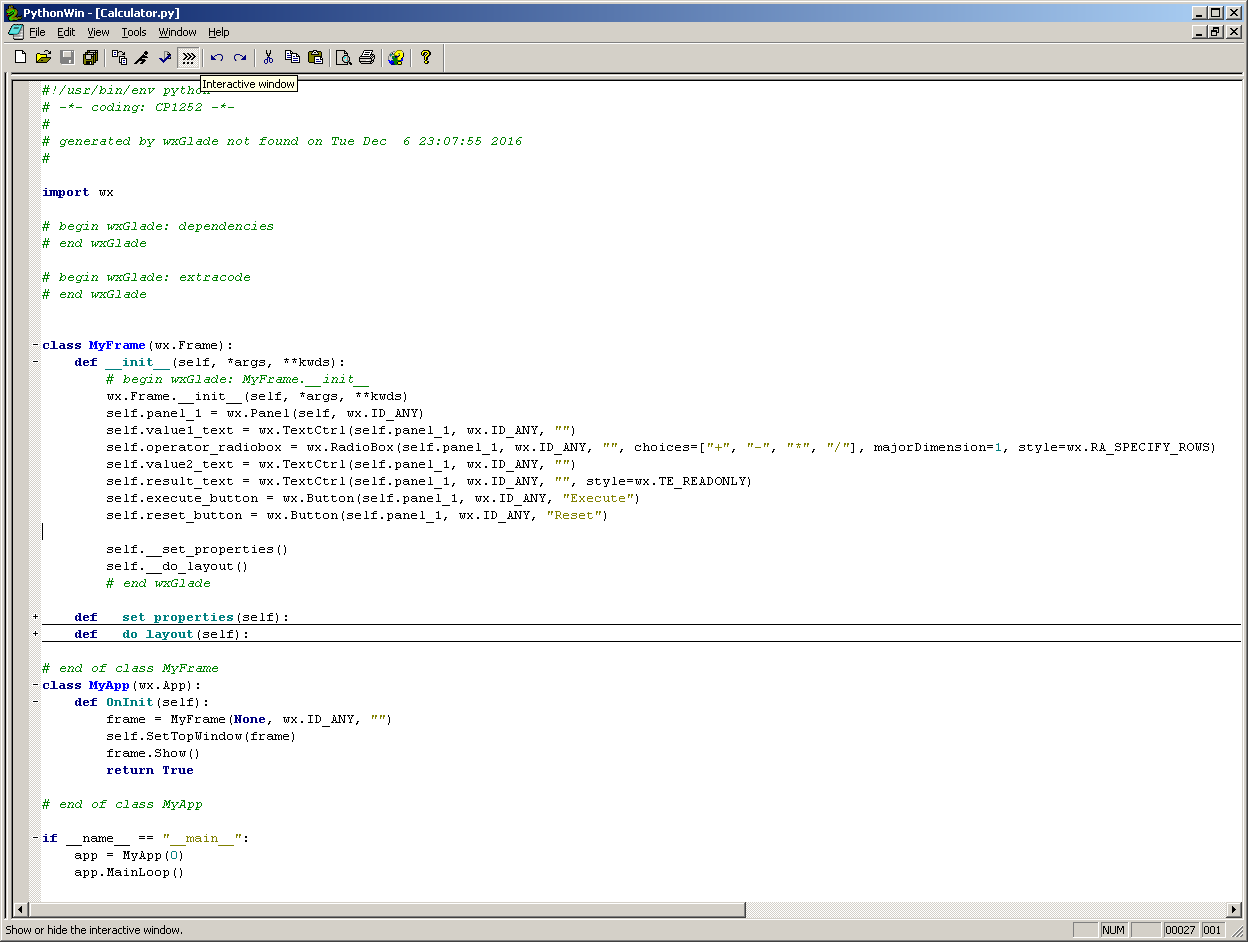 PythonWin - [Calculator.py]
File Edit View Tools Window Help
Interactive window
#!/usr/bin/env python
# -*- coding: CP1252 -*-
#
# generated by wxGlade not found on Tue Dec  6 23:07:55 2016
#
import wx
# begin wxGlade: dependencies
# end wxGlade
# begin wxGlade: extracode
# end wxGlade
class MyFrame(wx.Frame):
    def __init__(self, *args, **kwds):
        # begin wxGlade: MyFrame.__init__
        wx.Frame.__init__(self, *args, **kwds)
        self.panel_1 = wx.Panel(self, wx.ID_ANY)
        self.value1_text = wx.TextCtrl(self.panel_1, wx.ID_ANY, "")
        self.operator_radiobox = wx.RadioBox(self.panel_1, wx.ID_ANY, "", choices=["+", "-", "*", "/"], majorDimension=1, style=wx.RA_SPECIFY_ROWS)
        self.value2_text = wx.TextCtrl(self.panel_1, wx.ID_ANY, "")
        self.result_text = wx.TextCtrl(self.panel_1, wx.ID_ANY, "", style=wx.TE_READONLY)
        self.execute_button = wx.Button(self.panel_1, wx.ID_ANY, "Execute")
        self.reset_button = wx.Button(self.panel_1, wx.ID_ANY, "Reset")
        self.__set_properties()
        self.__do_layout()
        # end wxGlade
    def __set_properties(self):
    def __do_layout(self):
# end of class MyFrame
class MyApp(wx.App):
    def OnInit(self):
        frame = MyFrame(None, wx.ID_ANY, "")
        self.SetTopWindow(frame)
        frame.Show()
        return True
# end of class MyApp
if __name__ == "__main__":
    app = MyApp(0)
    app.MainLoop()
Show or hide the interactive window. NUM 00027 001